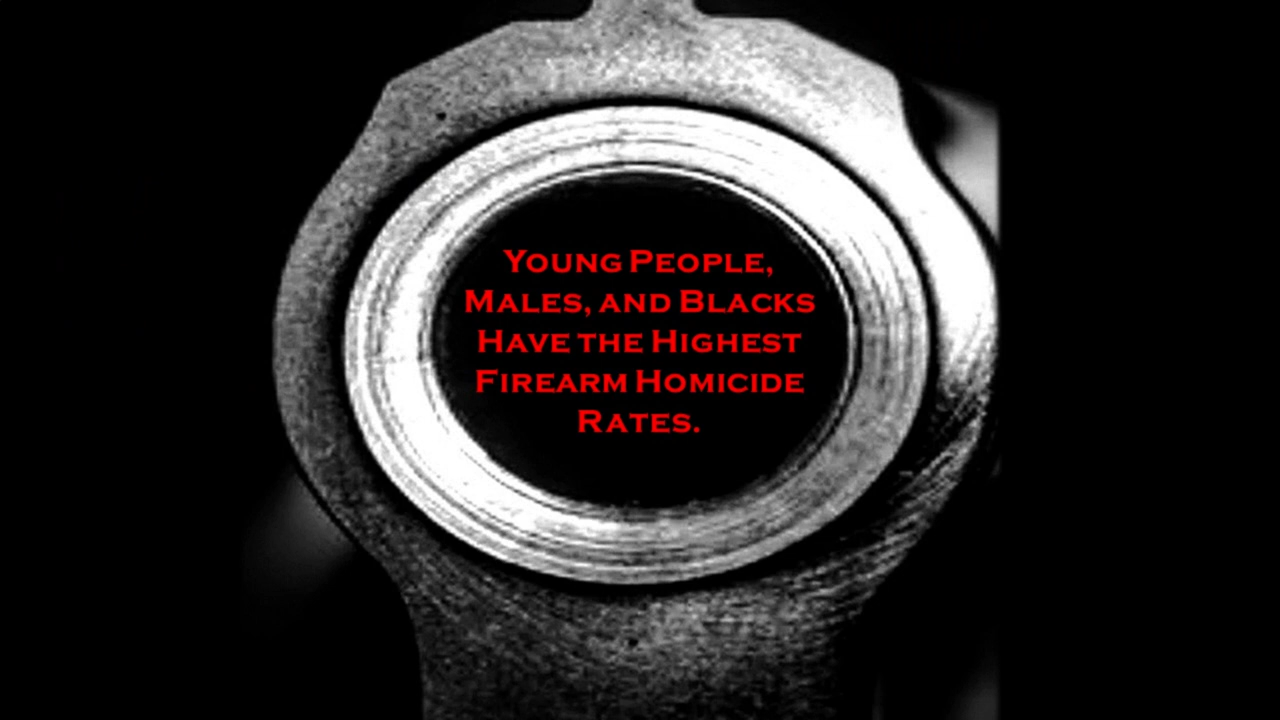 Young People,
Males, and Blacks
Have the Highest
Firearm Homicide
Rates.